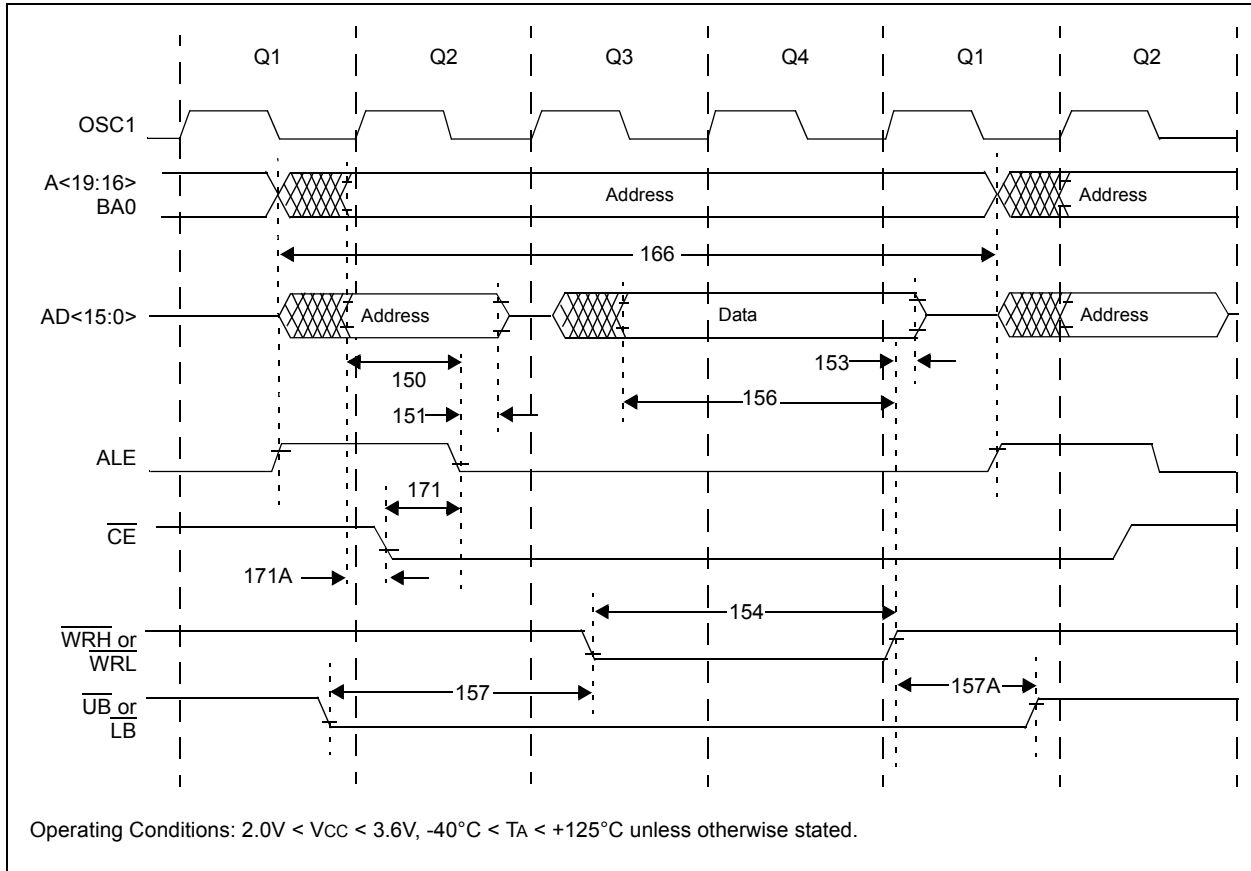 Q1 Q2 Q3 Q4 Q1 Q2
OSC1
A<19:16>
BA0
Address
Address
166
AD<15:0>
Address
Data
Address
150
153
151
156
ALE
171
CE
171A
154
WRH or
WRL
157
157A
UB or
LB
Operating Conditions: 2.0V < VCC < 3.6V, -40°C < TA < +125°C unless otherwise stated.